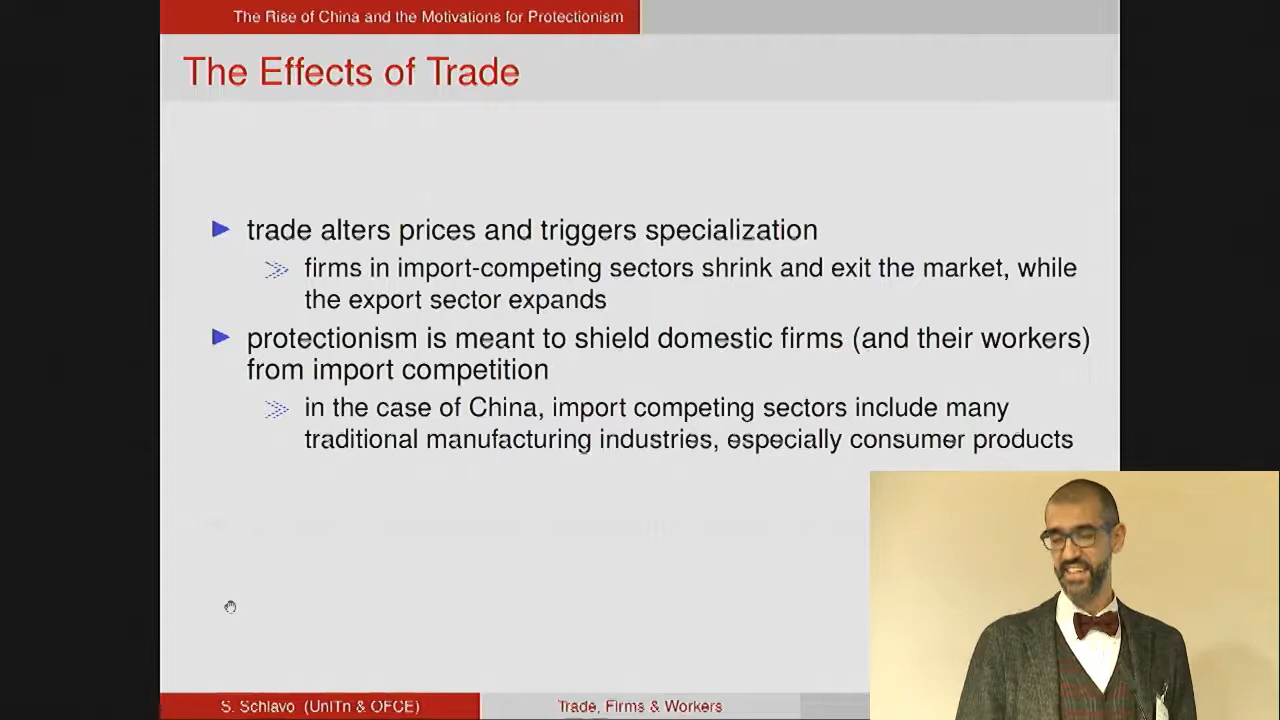 The Rise of China and the Motivations for Protectionism
The Effects of Trade
trade alters prices and triggers specialization
firms in import-competing sectors shrink and exit the market, while
the export sector expands
protectionism is meant to shield domestic firms (and their workers)
from import competition
in the case of China, import competing sectors include many
traditional manufacturing industries, especially consumer products
S. Schiavo (UniTn & OFCE)
Trade, Firms & Workers